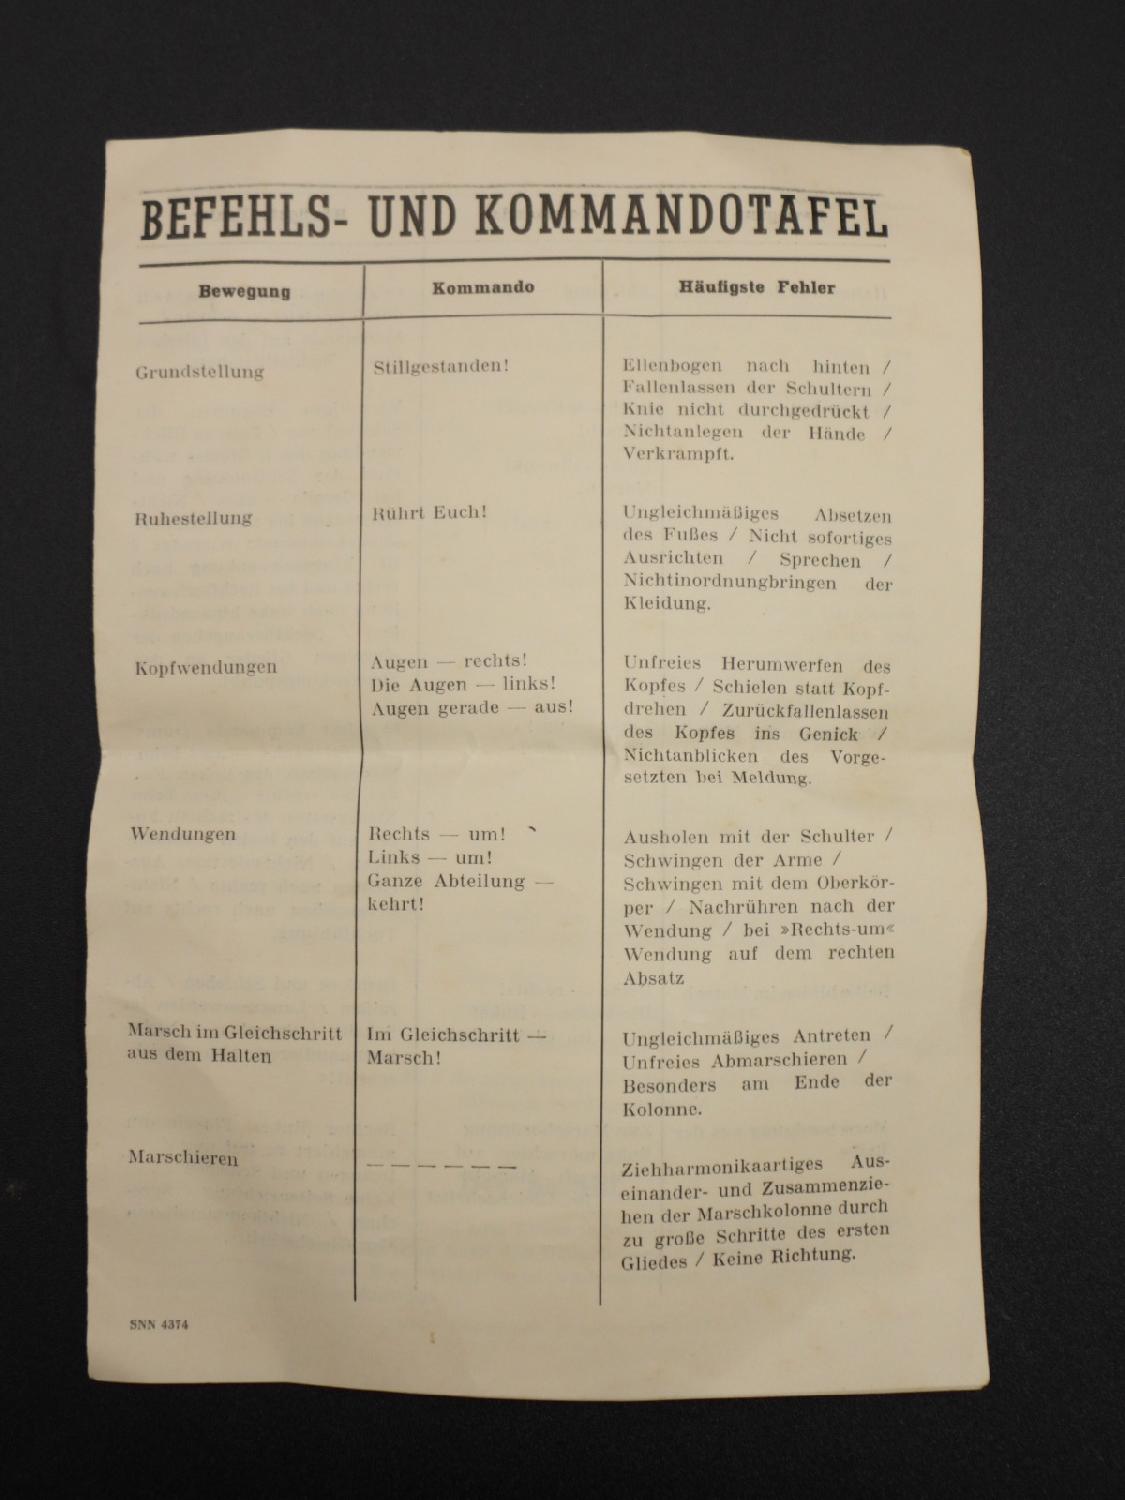 BEFEHLS- UND KOMMANDOTAFEL
Bewegung
Kommando
Häufigste Fehler
Grundstellung
Stillgestanden!
Ellenbogen nach hinten /
Fallenlassen der Schultern /
Knie nicht durchgedrückt /
Nichtanlegen der Hände /
Verkrampft.
Ruhestellung
Rührt Euch!
Ungleichmäßiges Absetzen
des Fußes / Nicht sofortiges
Ausrichten / Sprechen /
Nichtinordnungbringen der
Kleidung.
Kopfwendungen
Augen — rechts!
Die Augen — links!
Augen gerade — aus!
Unfreies Herumwerfen des
Kopfes / Schielen statt Kopf-
drehen / Zurückfallenlassen
des Kopfes ins Genick /
Nichtanblicken des Vorge-
setzten bei Meldung.
Wendungen
Rechts — um!
Links — um!
Ganze Abteilung —
kehrt!
Ausholen mit der Schulter /
Schwingen der Arme /
Schwingen mit dem Oberkör-
per / Nachrühren nach der
Wendung / bei »Rechts-um«
Wendung auf dem rechten
Absatz
Marsch im Gleichschritt
aus dem Halten
Im Gleichschritt —
Marsch!
Ungleichmäßiges Antreten /
Unfreies Abmarschieren /
Besonders am Ende der
Kolonne.
Marschieren
— — — — — —
Ziehharmonikaartiges Aus-
einander- und Zusammenzie-
hen der Marschkolonne durch
zu große Schritte des ersten
Gliedes / Keine Richtung.
SNN 4374